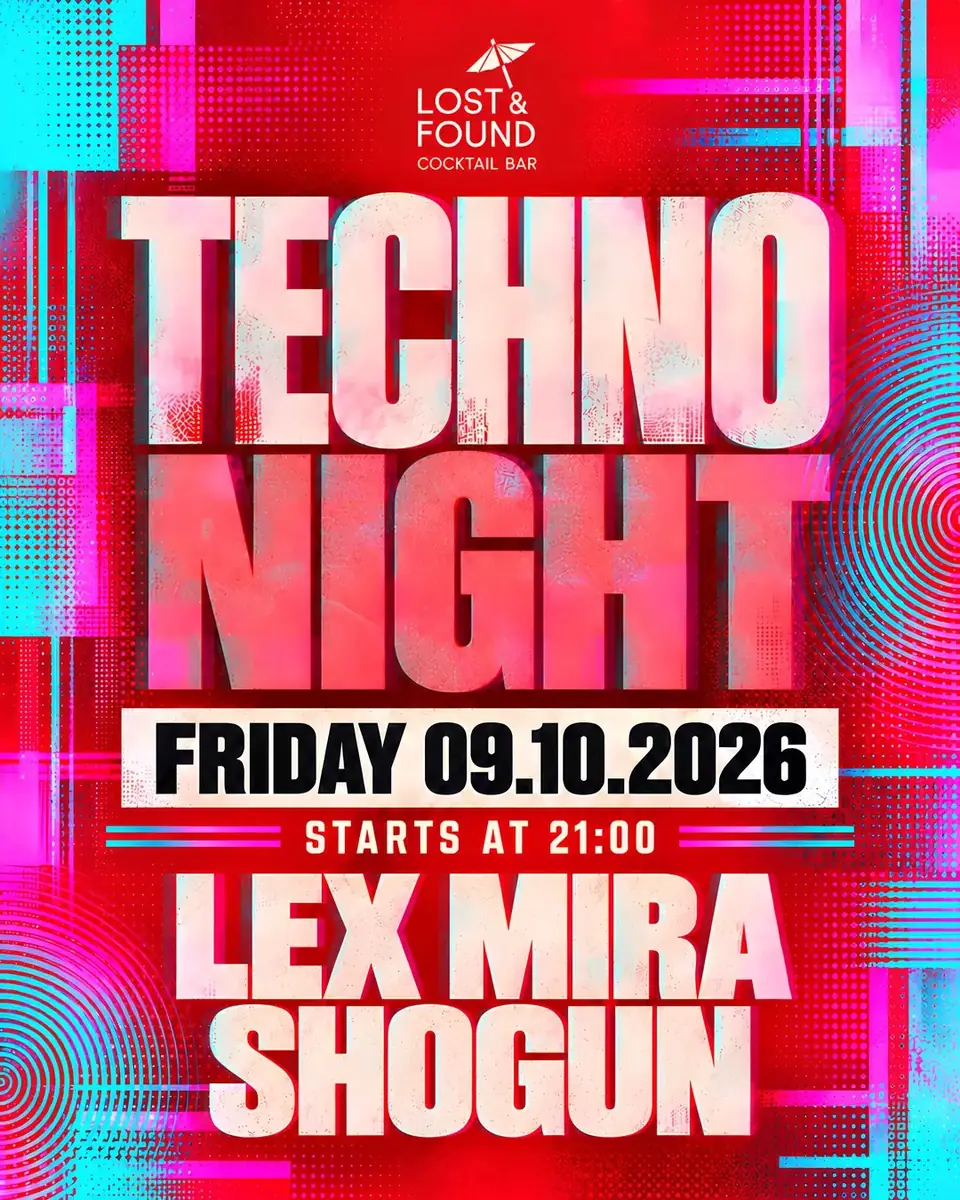 LOST &
FOUND
COCKTAIL BAR
TECHNO
NIGHT
FRIDAY 09.10.2026
STARTS AT 21:00
LEX MIRA
SHOGUN